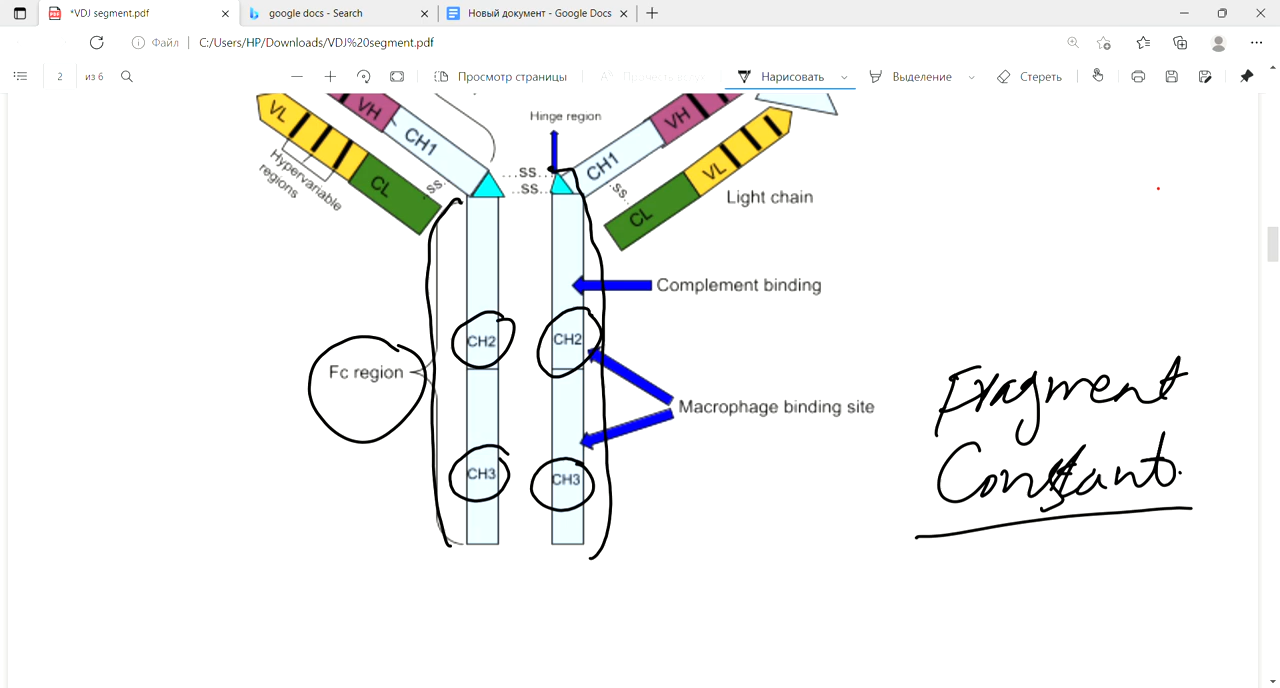 *VDJ segment.pdf
google docs - Search
Новый документ - Google Docs
Файл
C:/Users/HP/Downloads/VDJ%20segment.pdf
2 из 6
Просмотр страницы
Прочесть вслух
Нарисовать
Выделение
Стереть
Hinge region
VL
VH
CH1
Hypervariable
regions
CL
ss.
...ss...
..ss...
CH1
VH
..ss..
VL
CL
Light chain
Complement binding
CH2
CH2
Fc region
Macrophage binding site
CH3
CH3
Fragment
Constant.